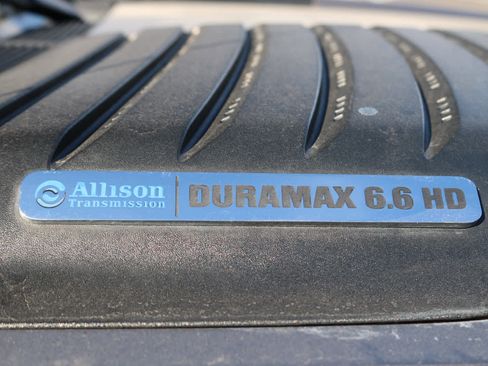 Allison
Transmission
DURAMAX 6.6 HD